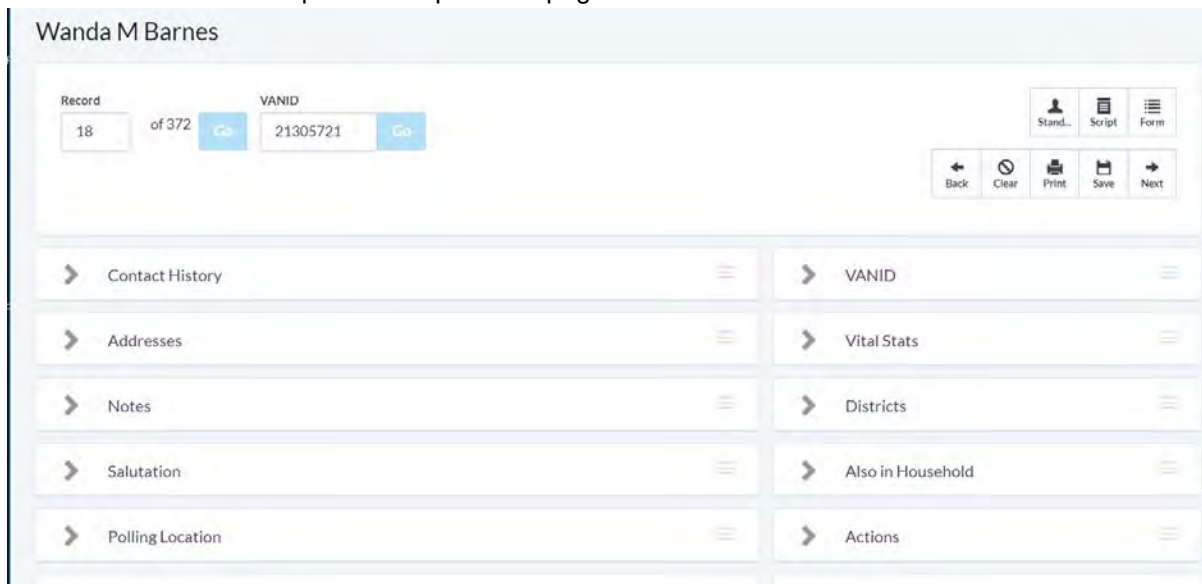 Wanda M Barnes
Record
VANID
18 of 372 Go 21305721 Go
Stand... Script Form
Back Clear Print Save Next
Contact History
VANID
Addresses
Vital Stats
Notes
Districts
Salutation
Also in Household
Polling Location
Actions